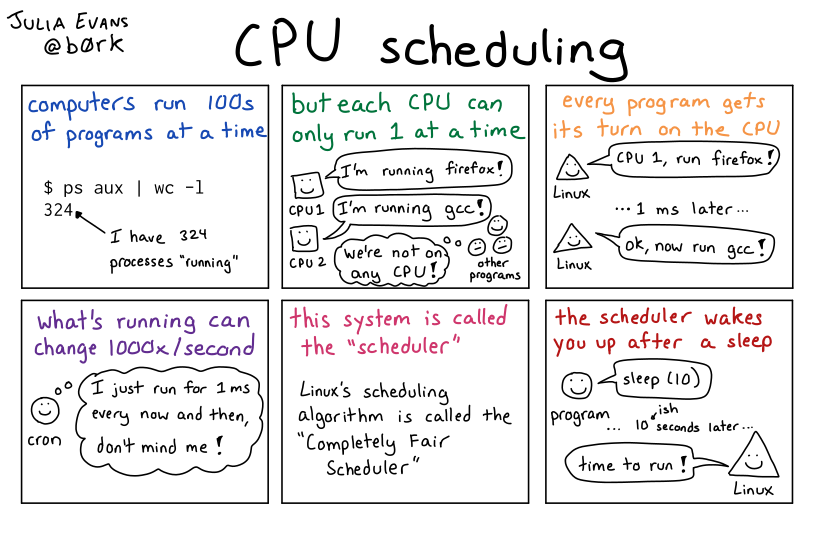 JULIA EVANS
@bork
CPU scheduling
computers run 100s
of programs at a time
$ ps aux | wc -l
324
I have 324
processes "running"
but each CPU can
only run 1 at a time
I'm running firefox!
CPU 1
I'm running gcc!
CPU 2
we're not on
any CPU!
other
programs
every program gets
its turn on the CPU
CPU 1, run firefox!
Linux
...1 ms later...
ok, now run gcc!
Linux
what's running can
change 1000x/second
I just run for 1 ms
every now and then,
don't mind me!
cron
this system is called
the "scheduler"
Linux's scheduling
algorithm is called the
"Completely Fair
Scheduler"
the scheduler wakes
you up after a sleep
sleep(10)
program
ish
... 10 seconds later...
time to run!
Linux